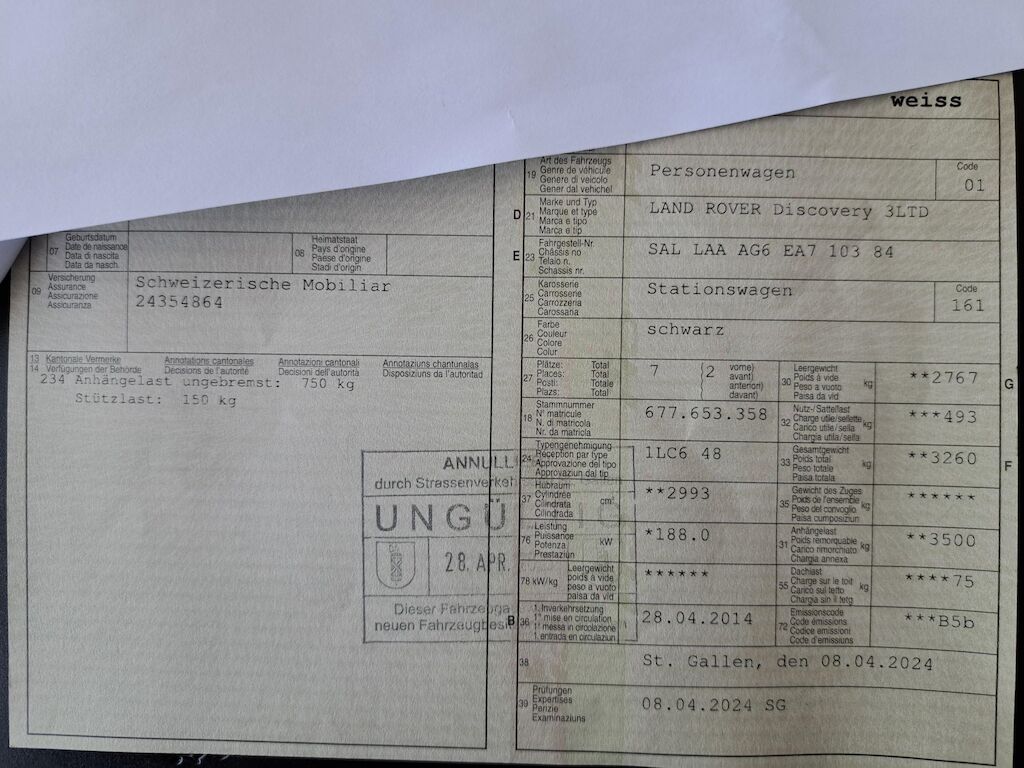 weiss
19 Art des Fahrzeugs
Genre de véhicule
Genere di veicolo
Gener dal vehichel
Personenwagen
Code
01
D 21 Marke und Typ
Marque et type
Marca e tipo
Marca e tip
LAND ROVER Discovery 3LTD
E 23 Fahrgestell-Nr.
Châssis no
Telaio n.
Schassis nr.
SAL LAA AG6 EA7 103 84
25 Karosserie
Carrosserie
Carrozzeria
Carossaria
Stationswagen
Code
161
26 Farbe
Couleur
Colore
Colur
schwarz
07 Geburtsdatum
Date de naissance
Data di nascita
Data da nasch.
08 Heimatstaat
Pays d'origine
Paese d'origine
Stadi d'origin
09 Versicherung
Assurance
Assicurazione
Assicuranza
Schweizerische Mobiliar
24354864
13 Kantonale Vermerke Annotations cantonales Annotazioni cantonali Annotaziuns chantunalas
14 Verfügungen der Behörde Décisions de l'autorité Decisioni dell'autorità Disposiziuns da l'autoritad
234 Anhängelast ungebremst: 750 kg
Stützlast: 150 kg
27 Plätze: Total
Places: Total
Posti: Totale
Plazs: Total
7
(2 vorne)
avant)
anteriori)
davant)
30 Leergewicht
Poids à vide
Peso a vuoto
Paisa da vid
kg
**2767
G
18 Stammnummer
N° matricule
N. di matricola
Nr. da matricla
677.653.358
32 Nutz-/Sattellast
Charge utile/sellette
Carico utile/sella
Chargia utila/sella
kg
***493
24 Typengenehmigung
Réception par type
Approvazione del tipo
Approvaziun dal tip
1LC6 48
33 Gesamtgewicht
Poids total
Peso totale
Paisa totala
kg
**3260
F
37 Hubraum
Cylindrée
Cilindrata
Cilindrada
cm³
**2993
35 Gewicht des Zuges
Poids de l'ensemble
Peso del convoglio
Paisa cumposiziun
kg
******
76 Leistung
Puissance
Potenza
Prestaziun
kW
*188.0
31 Anhängelast
Poids remorquable
Carico rimorchiato
Chargia annexa
kg
**3500
78 kW/kg
Leergewicht
poids à vide
peso a vuoto
paisa da vid
******
55 Dachlast
Charge sur le toit
Carico sul tetto
Chargia sin il tetg
kg
****75
B 36 1. Inverkehrsetzung
1re mise en circulation
1a messa in circolazione
1. entrada en circulaziun
28.04.2014
72 Emissionscode
Code émissions
Codice emissioni
Code d'emissiuns
***B5b
38
St. Gallen, den 08.04.2024
39 Prüfungen
Expertises
Perizie
Examinaziuns
08.04.2024 SG
ANNULL
durch Strassenverkeh
UNGÜ
28. APR.
Dieser Fahrzeuga
neuen Fahrzeugbesi